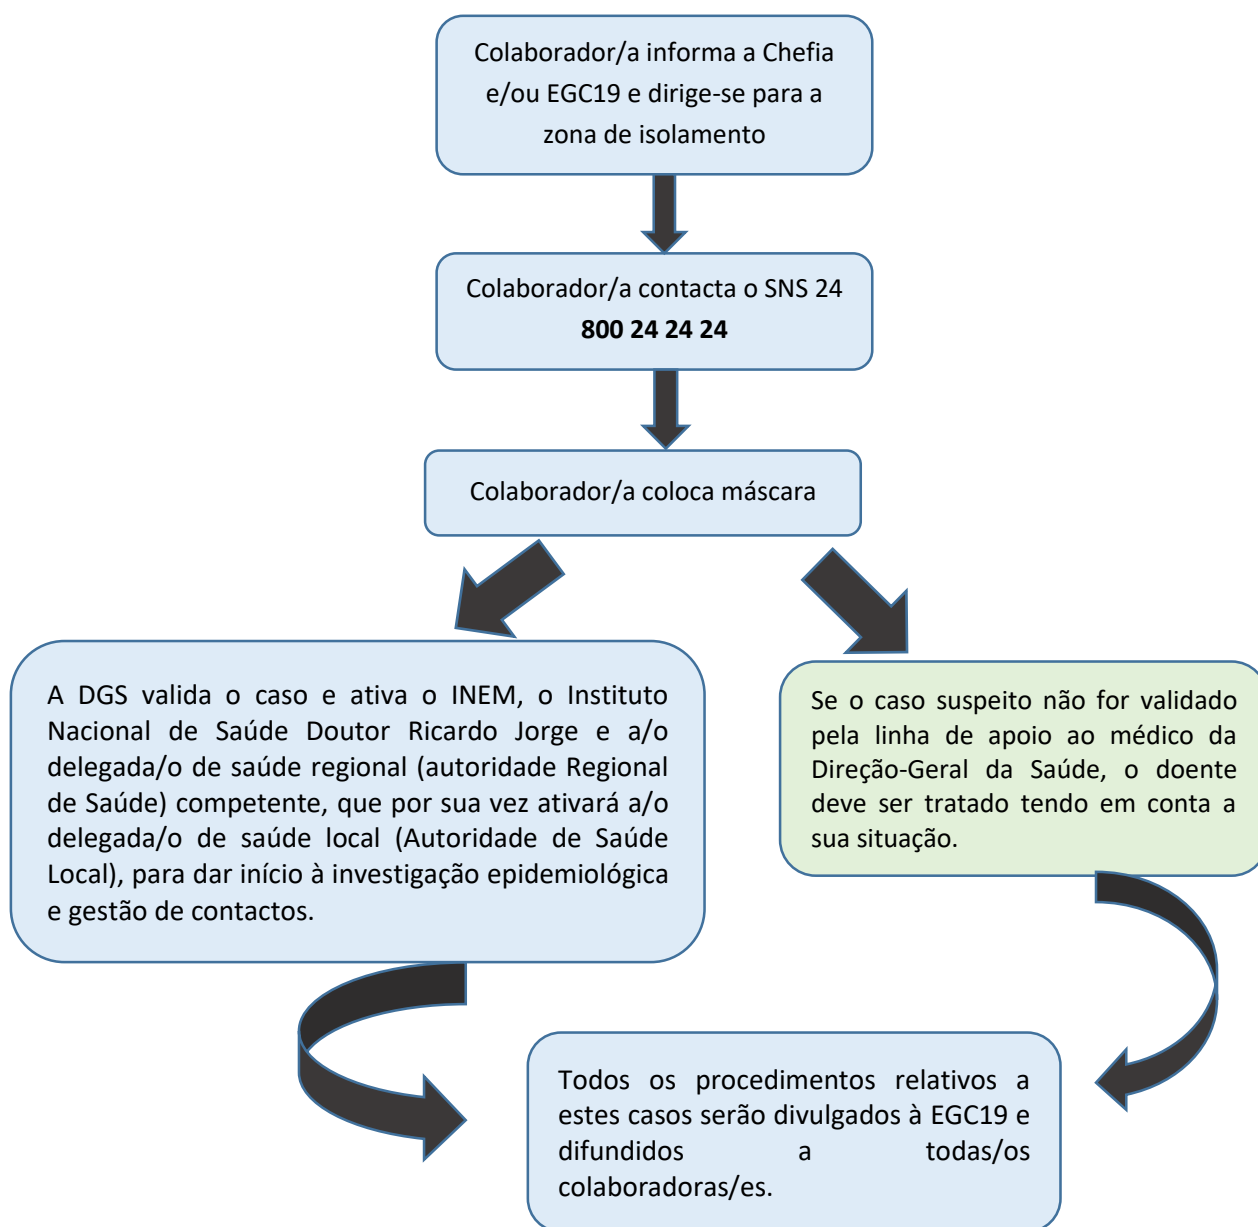 Colaborador/a informa a Chefia
e/ou EGC19 e dirige-se para a
zona de isolamento
Colaborador/a contacta o SNS 24
800 24 24 24
Colaborador/a coloca máscara
A DGS valida o caso e ativa o INEM, o Instituto
Nacional de Saúde Doutor Ricardo Jorge e a/o
delegada/o de saúde regional (autoridade Regional
de Saúde) competente, que por sua vez ativará a/o
delegada/o de saúde local (Autoridade de Saúde
Local), para dar início à investigação epidemiológica
e gestão de contactos.
Se o caso suspeito não for validado
pela linha de apoio ao médico da
Direção-Geral da Saúde, o doente
deve ser tratado tendo em conta a
sua situação.
Todos os procedimentos relativos a
estes casos serão divulgados à EGC19 e
difundidos a todas/os
colaboradoras/es.